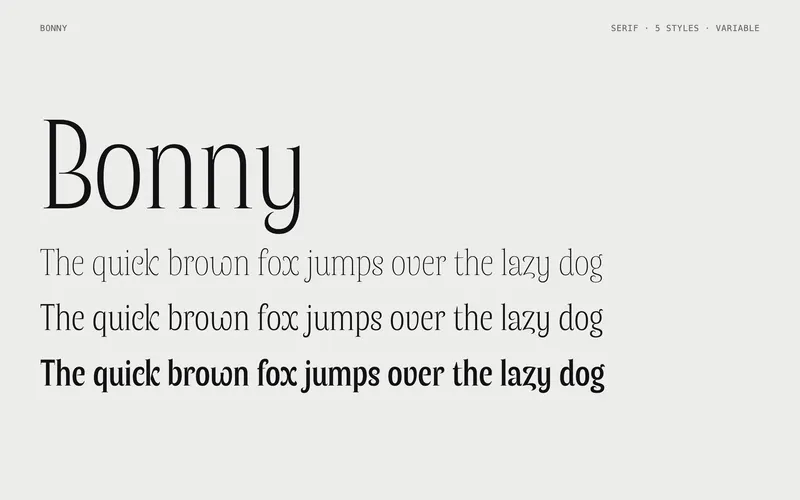 BONNY
SERIF · 5 STYLES · VARIABLE
Bonny
The quick brown fox jumps over the lazy dog
The quick brown fox jumps over the lazy dog
The quick brown fox jumps over the lazy dog